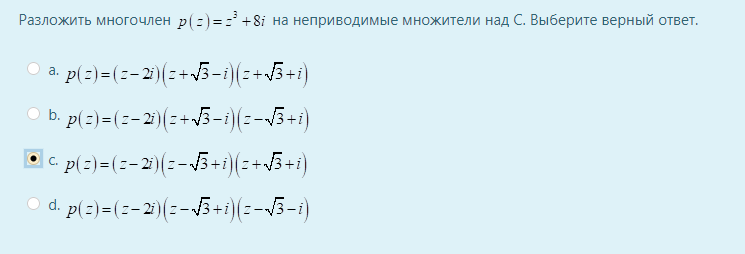 Разложить многочлен p(z)=z³+8i на неприводимые множители над С. Выберите верный ответ.
a. p(z)=(z−2i)(z+√3−i)(z+√3+i)
b. p(z)=(z−2i)(z+√3−i)(z−√3+i)
c. p(z)=(z−2i)(z−√3+i)(z+√3+i)
d. p(z)=(z−2i)(z−√3+i)(z−√3−i)